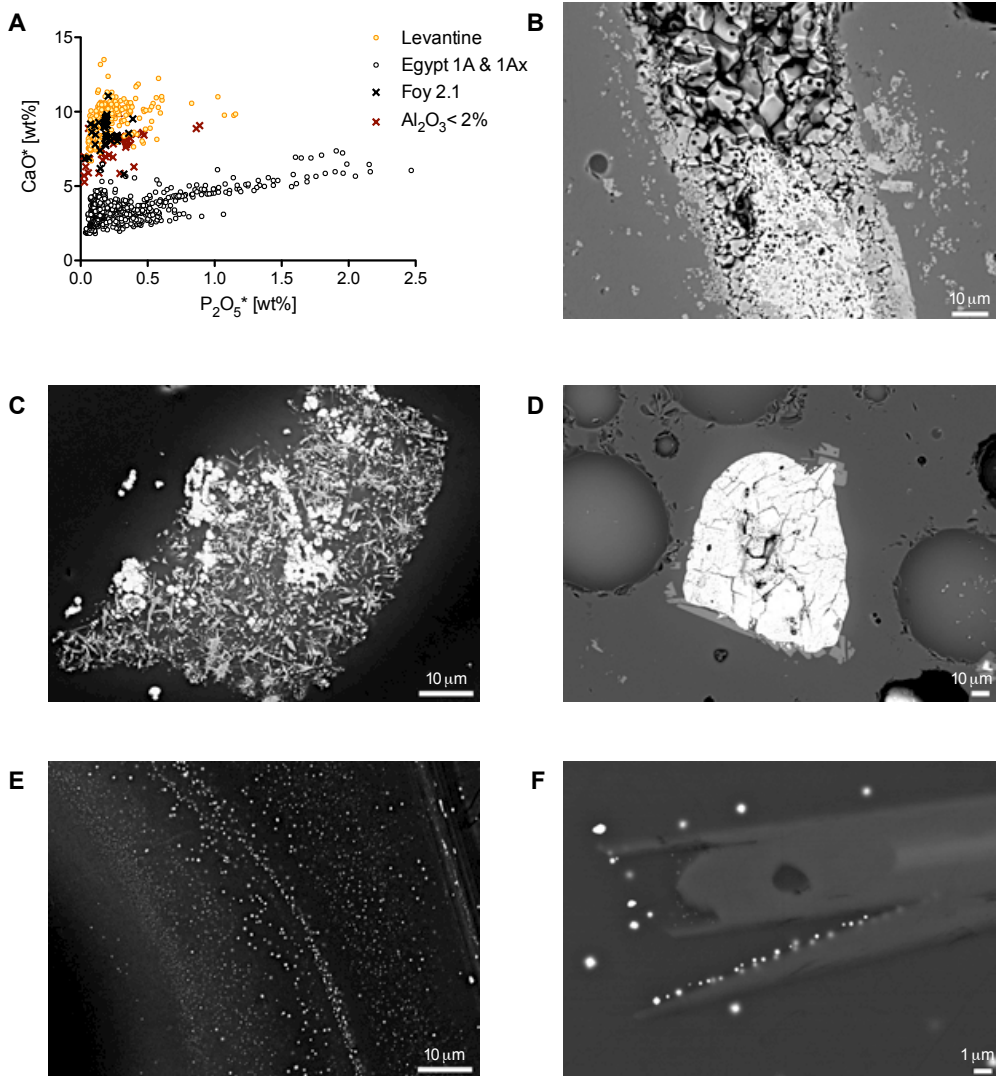 A
15
10
5
0
CaO* [wt%]
0.0 0.5 1.0 1.5 2.0 2.5
P₂O₅* [wt%]
Levantine
Egypt 1A & 1Ax
Foy 2.1
Al₂O₃< 2%
B
10 µm
C
10 µm
D
10 µm
E
10 µm
F
1 µm